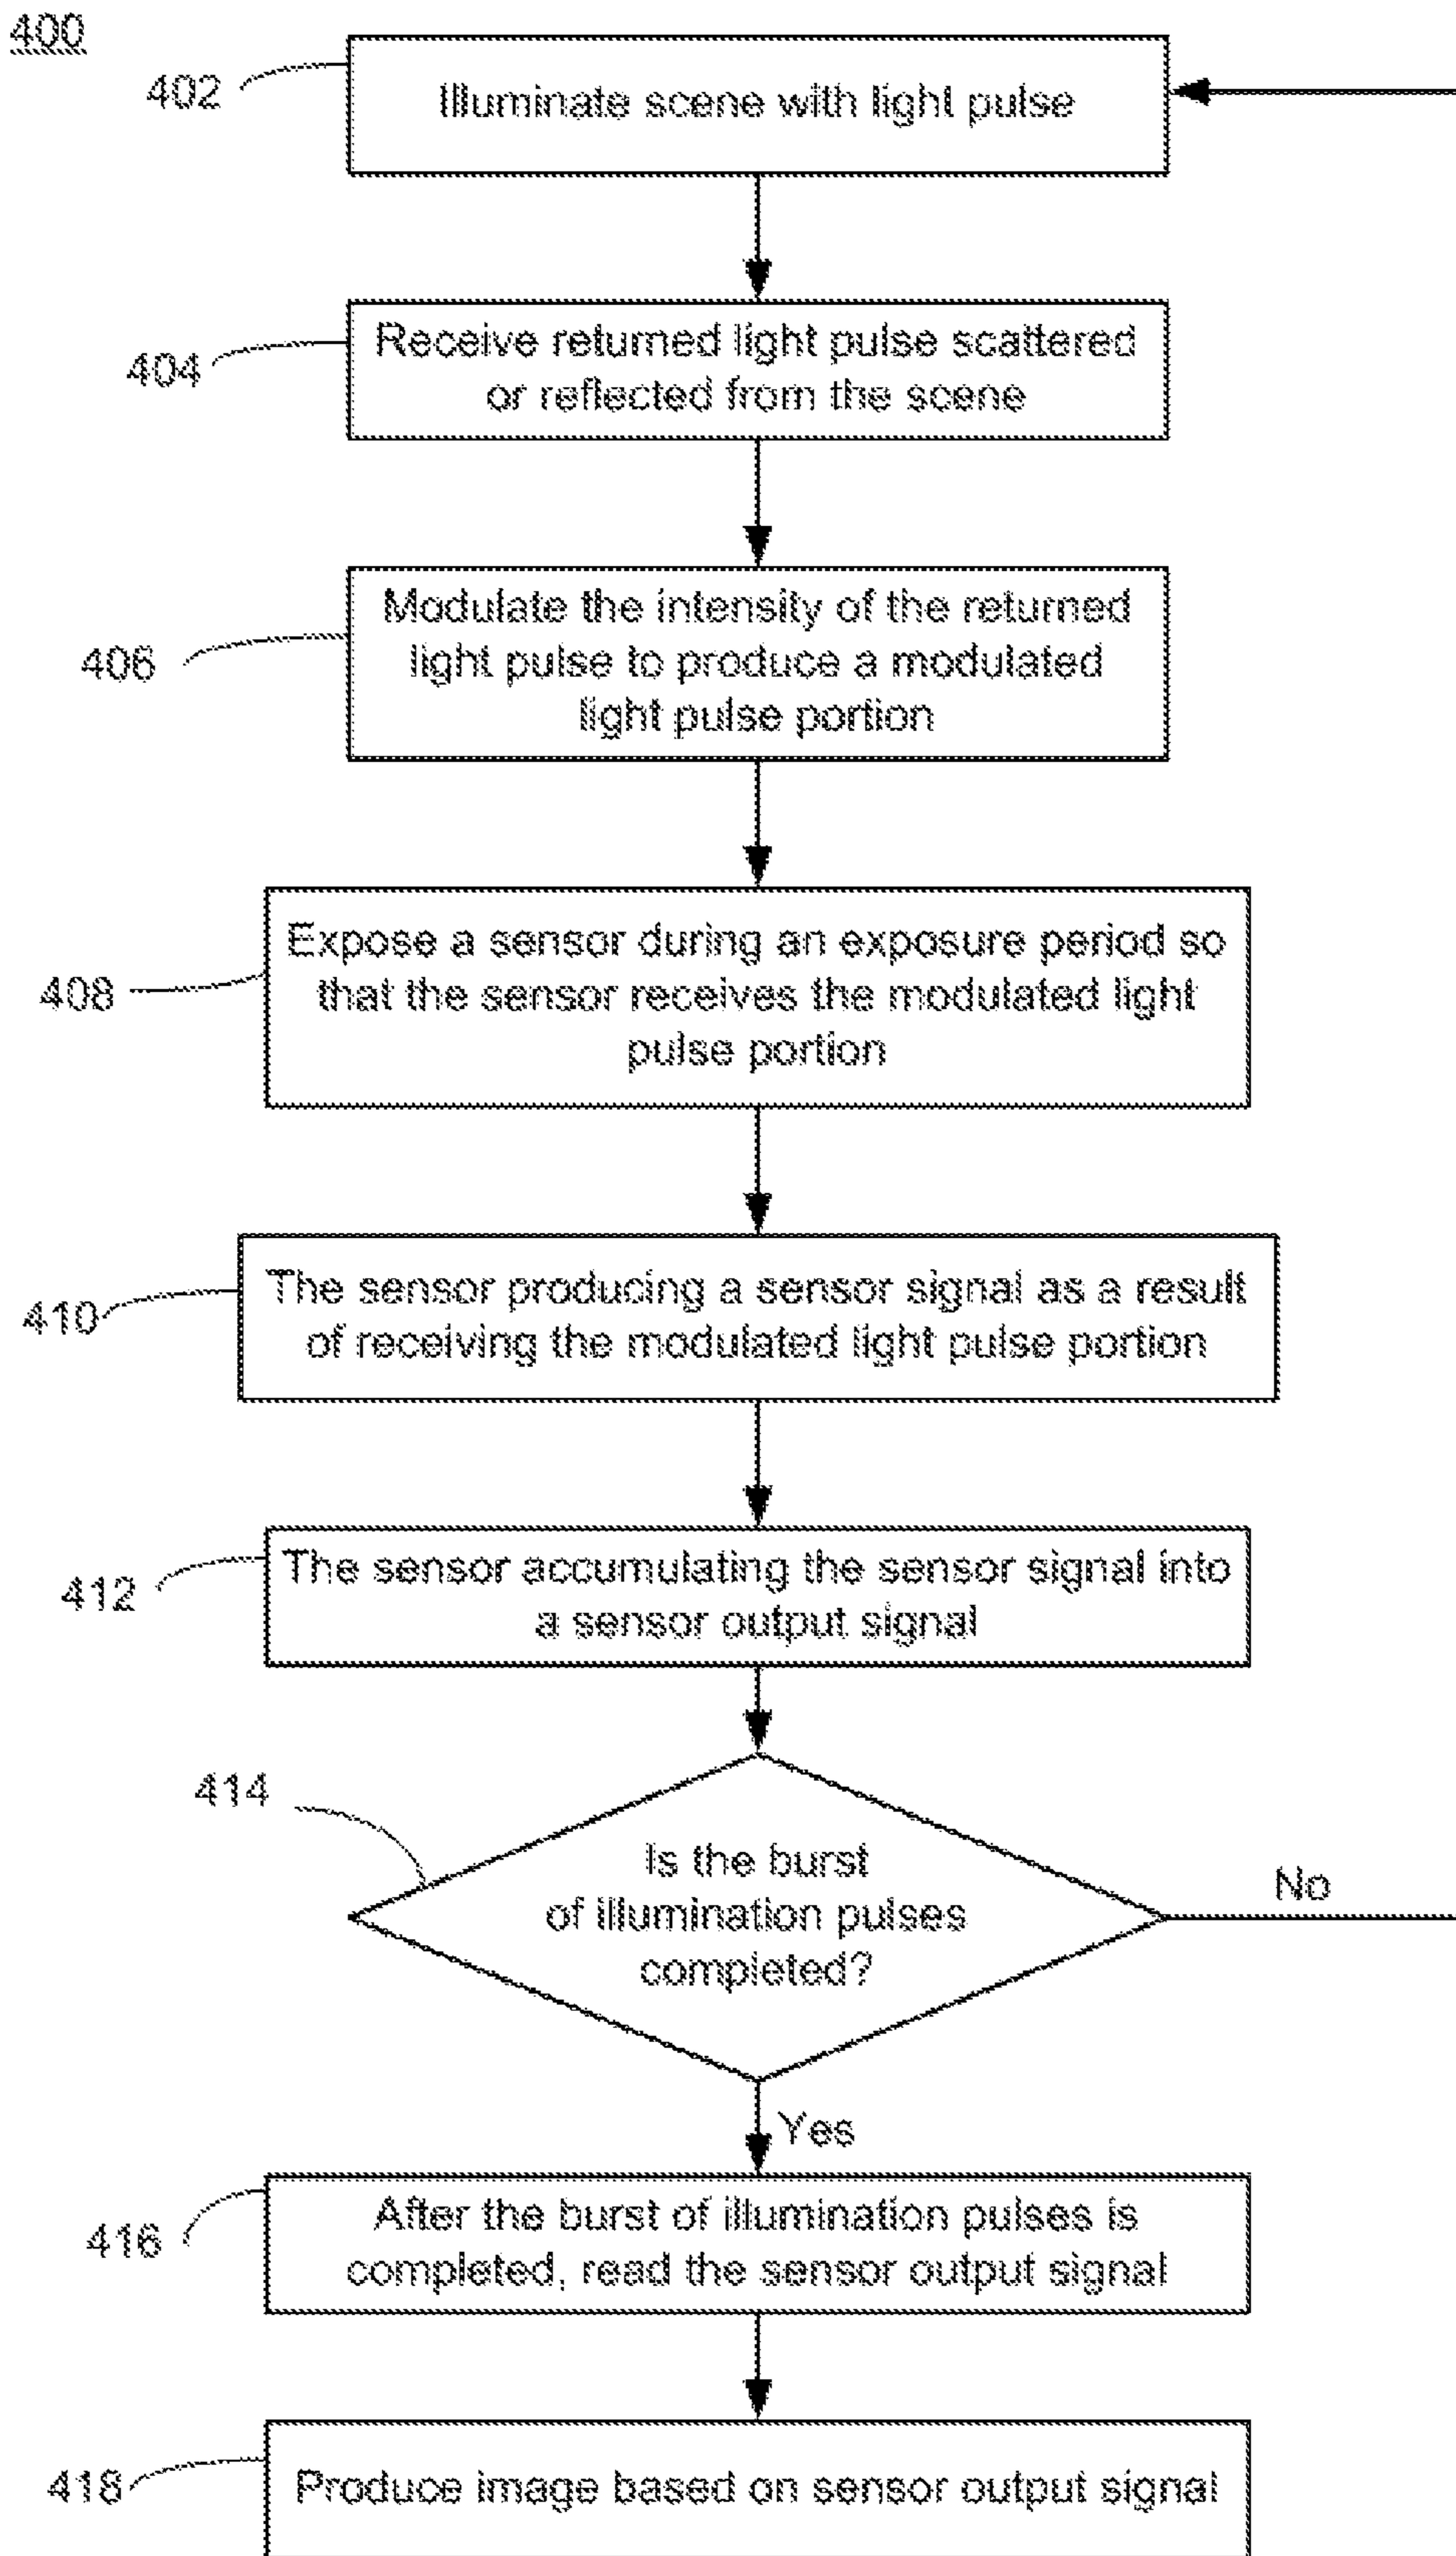 400
402
Illuminate scene with light pulse
404
Receive returned light pulse scattered
or reflected from the scene
406
Modulate the intensity of the returned
light pulse to produce a modulated
light pulse portion
408
Expose a sensor during an exposure period so
that the sensor receives the modulated light
pulse portion
410
The sensor producing a sensor signal as a result
of receiving the modulated light pulse portion
412
The sensor accumulating the sensor signal into
a sensor output signal
414
Is the burst
of illumination pulses
completed?
No
Yes
416
After the burst of illumination pulses is
completed, read the sensor output signal
418
Produce image based on sensor output signal